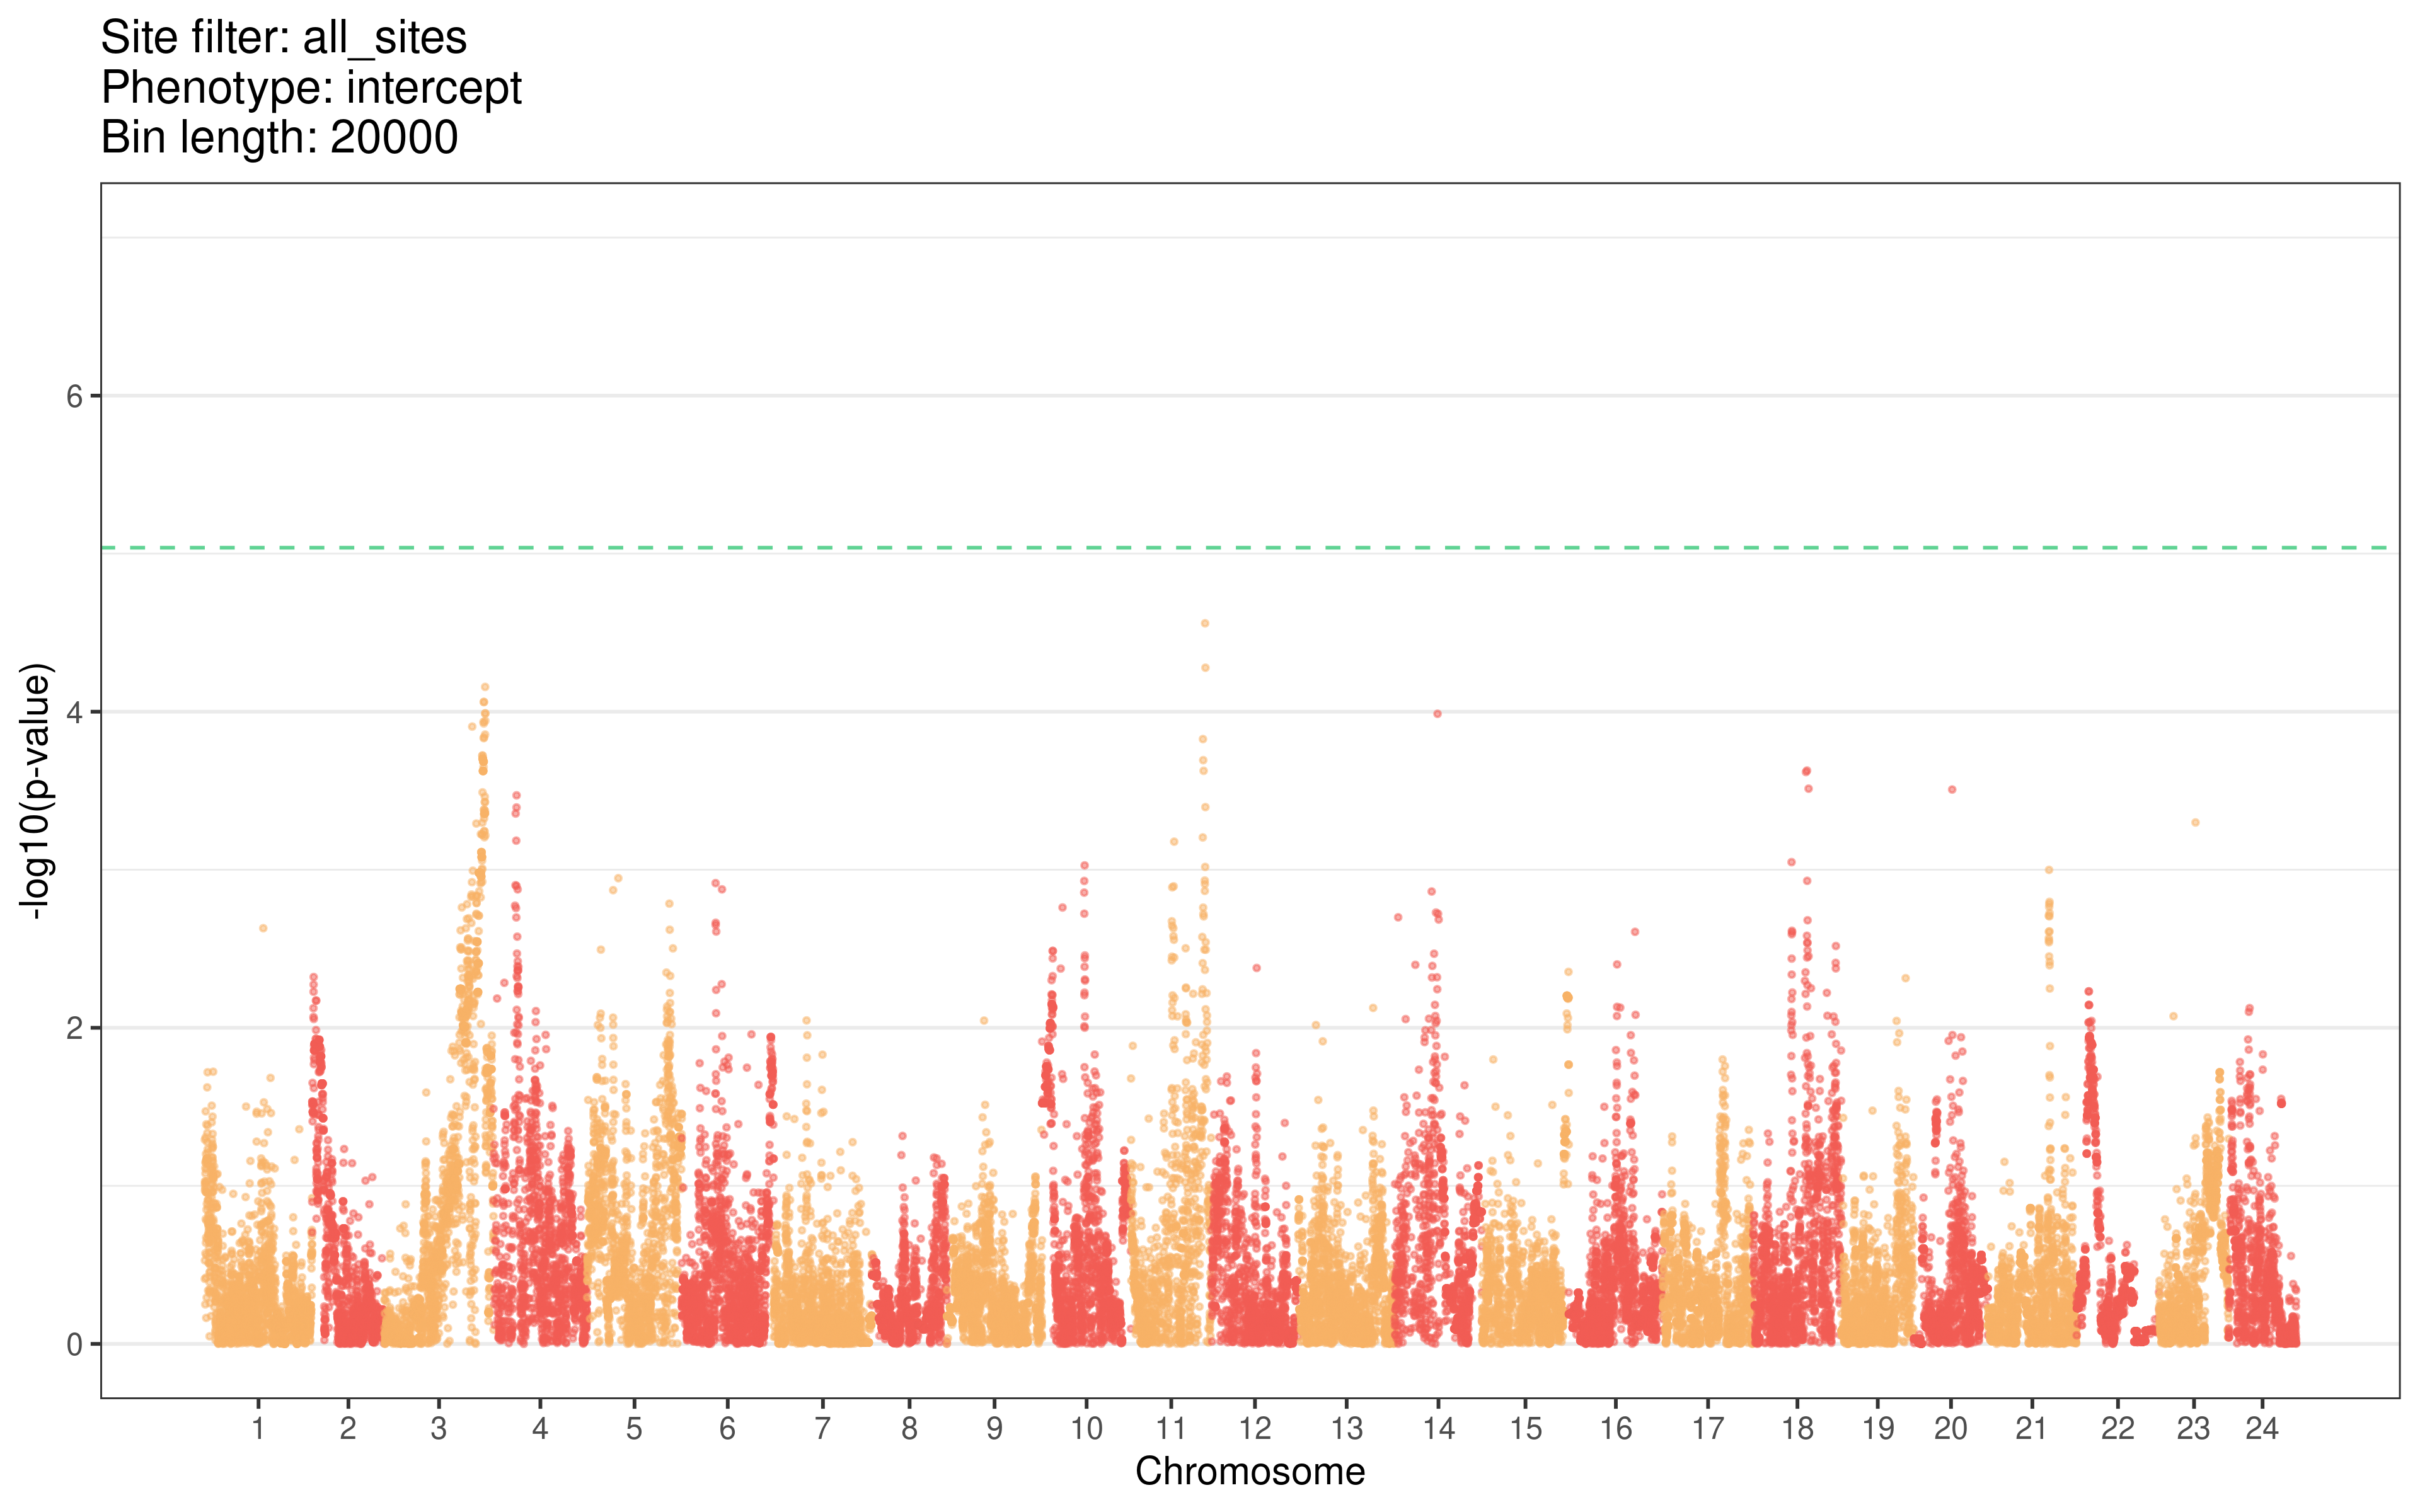 Site filter: all_sites
Phenotype: intercept
Bin length: 20000
6
4
2
0
-log10(p-value)
1 2 3 4 5 6 7 8 9 10 11 12 13 14 15 16 17 18 19 20 21 22 23 24
Chromosome